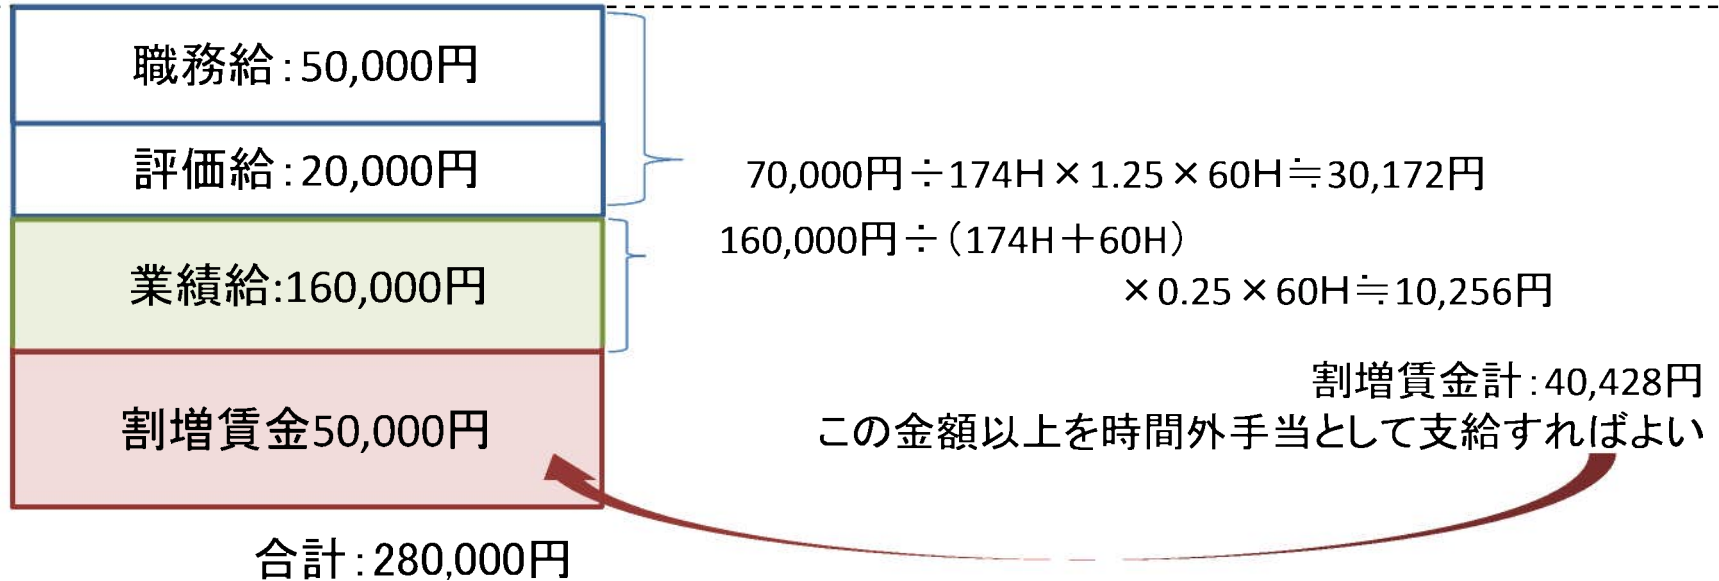 職務給:50,000円
評価給:20,000円
70,000円÷174H×1.25×60H≒30,172円
業績給:160,000円
160,000円÷(174H+60H)
×0.25×60H≒10,256円
割増賃金50,000円
割増賃金計:40,428円
この金額以上を時間外手当として支給すればよい
合計:280,000円